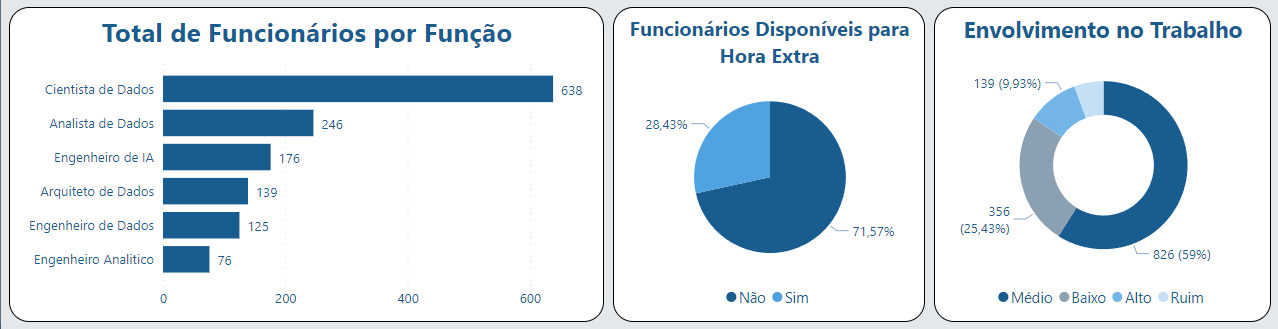 Total de Funcionários por Função
Cientista de Dados
638
Analista de Dados
246
Engenheiro de IA
176
Arquiteto de Dados
139
Engenheiro de Dados
125
Engenheiro Analitico
76
0
200
400
600
Funcionários Disponíveis para
Hora Extra
28,43%
71,57%
Não
Sim
Envolvimento no Trabalho
139 (9,93%)
356
(25,43%)
826 (59%)
Médio
Baixo
Alto
Ruim